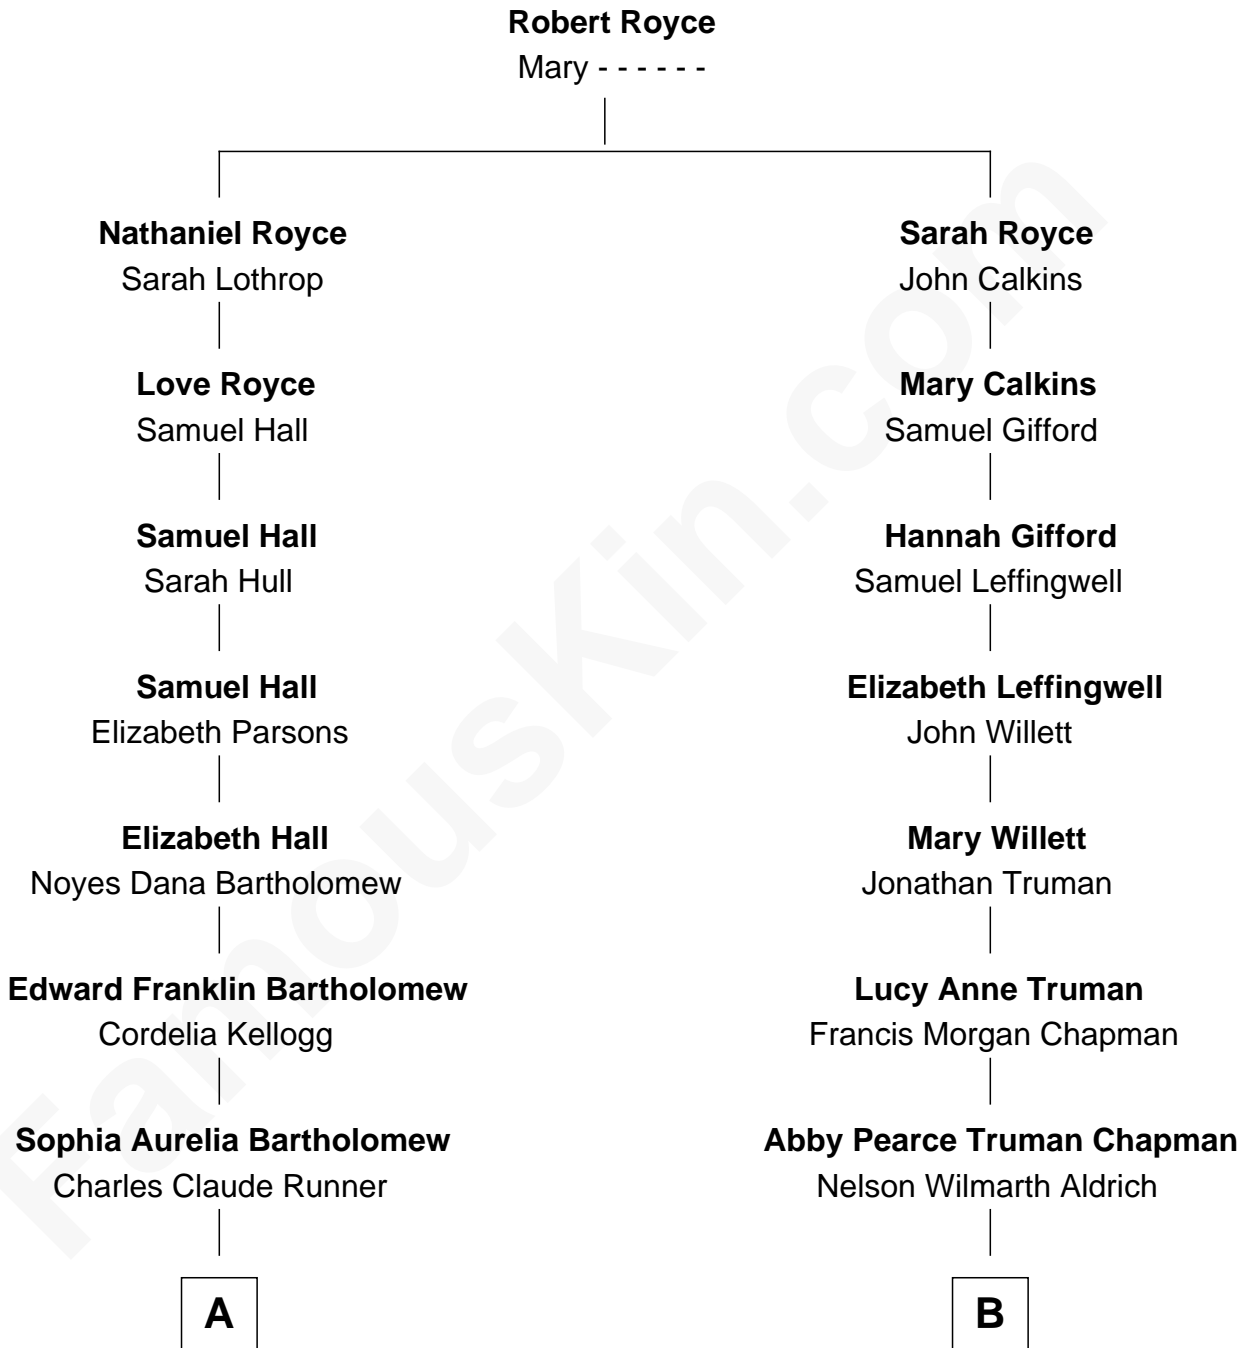 Robert Royce
Mary - - - - - -
Nathaniel Royce
Sarah Lothrop
Sarah Royce
John Calkins
Love Royce
Samuel Hall
Mary Calkins
Samuel Gifford
Samuel Hall
Sarah Hull
Hannah Gifford
Samuel Leffingwell
Samuel Hall
Elizabeth Parsons
Elizabeth Leffingwell
John Willett
Elizabeth Hall
Noyes Dana Bartholomew
Mary Willett
Jonathan Truman
Edward Franklin Bartholomew
Cordelia Kellogg
Lucy Anne Truman
Francis Morgan Chapman
Sophia Aurelia Bartholomew
Charles Claude Runner
Abby Pearce Truman Chapman
Nelson Wilmarth Aldrich
A
B
FamousKin.com